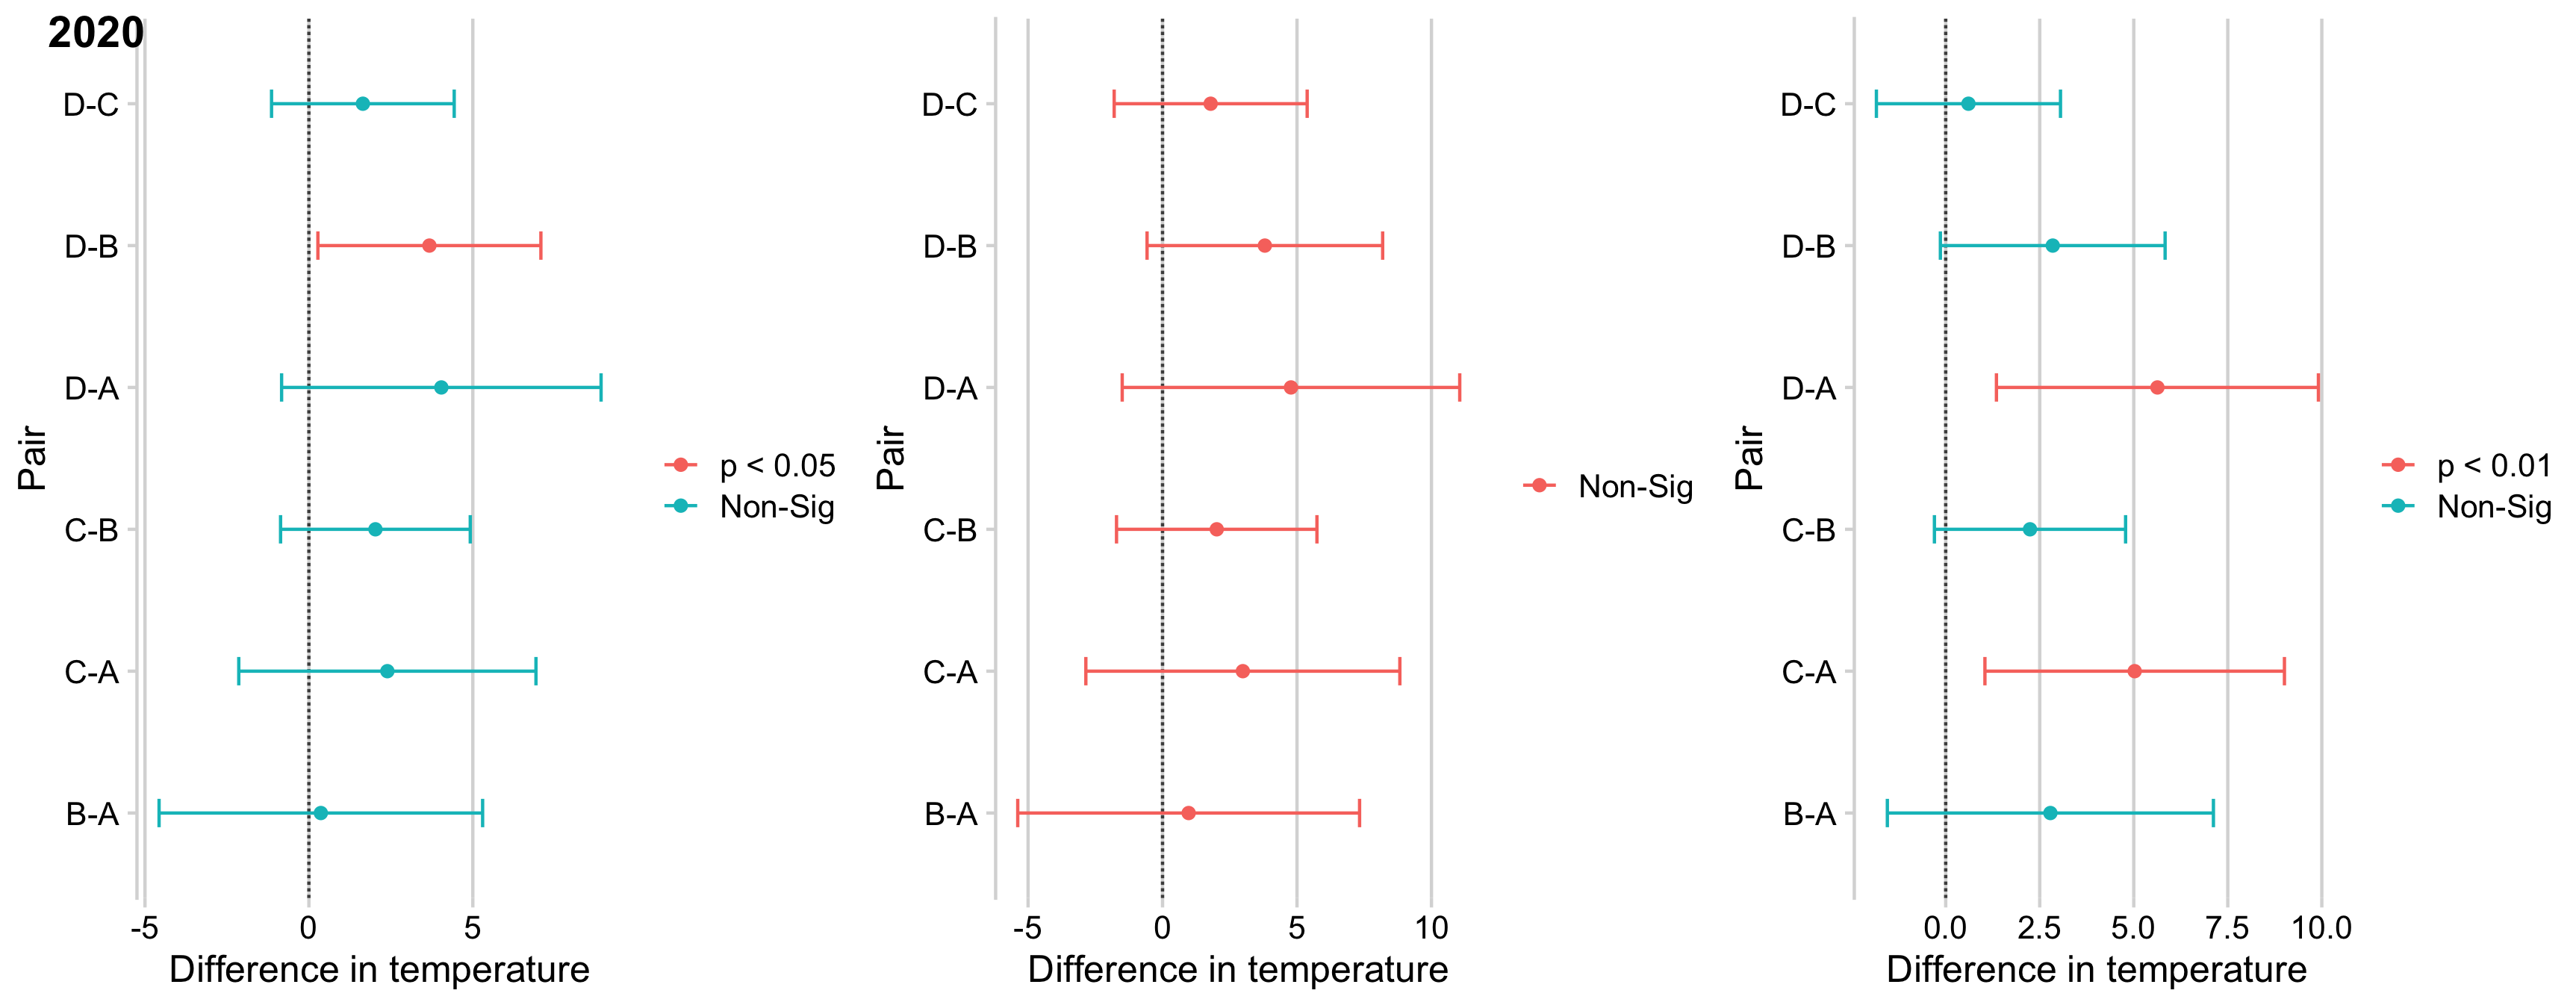 2020
Pair
D-C
D-B
D-A
C-B
C-A
B-A
-5 0 5
Difference in temperature
p < 0.05
Non-Sig
Pair
D-C
D-B
D-A
C-B
C-A
B-A
-5 0 5 10
Difference in temperature
Non-Sig
Pair
D-C
D-B
D-A
C-B
C-A
B-A
0.0 2.5 5.0 7.5 10.0
Difference in temperature
p < 0.01
Non-Sig